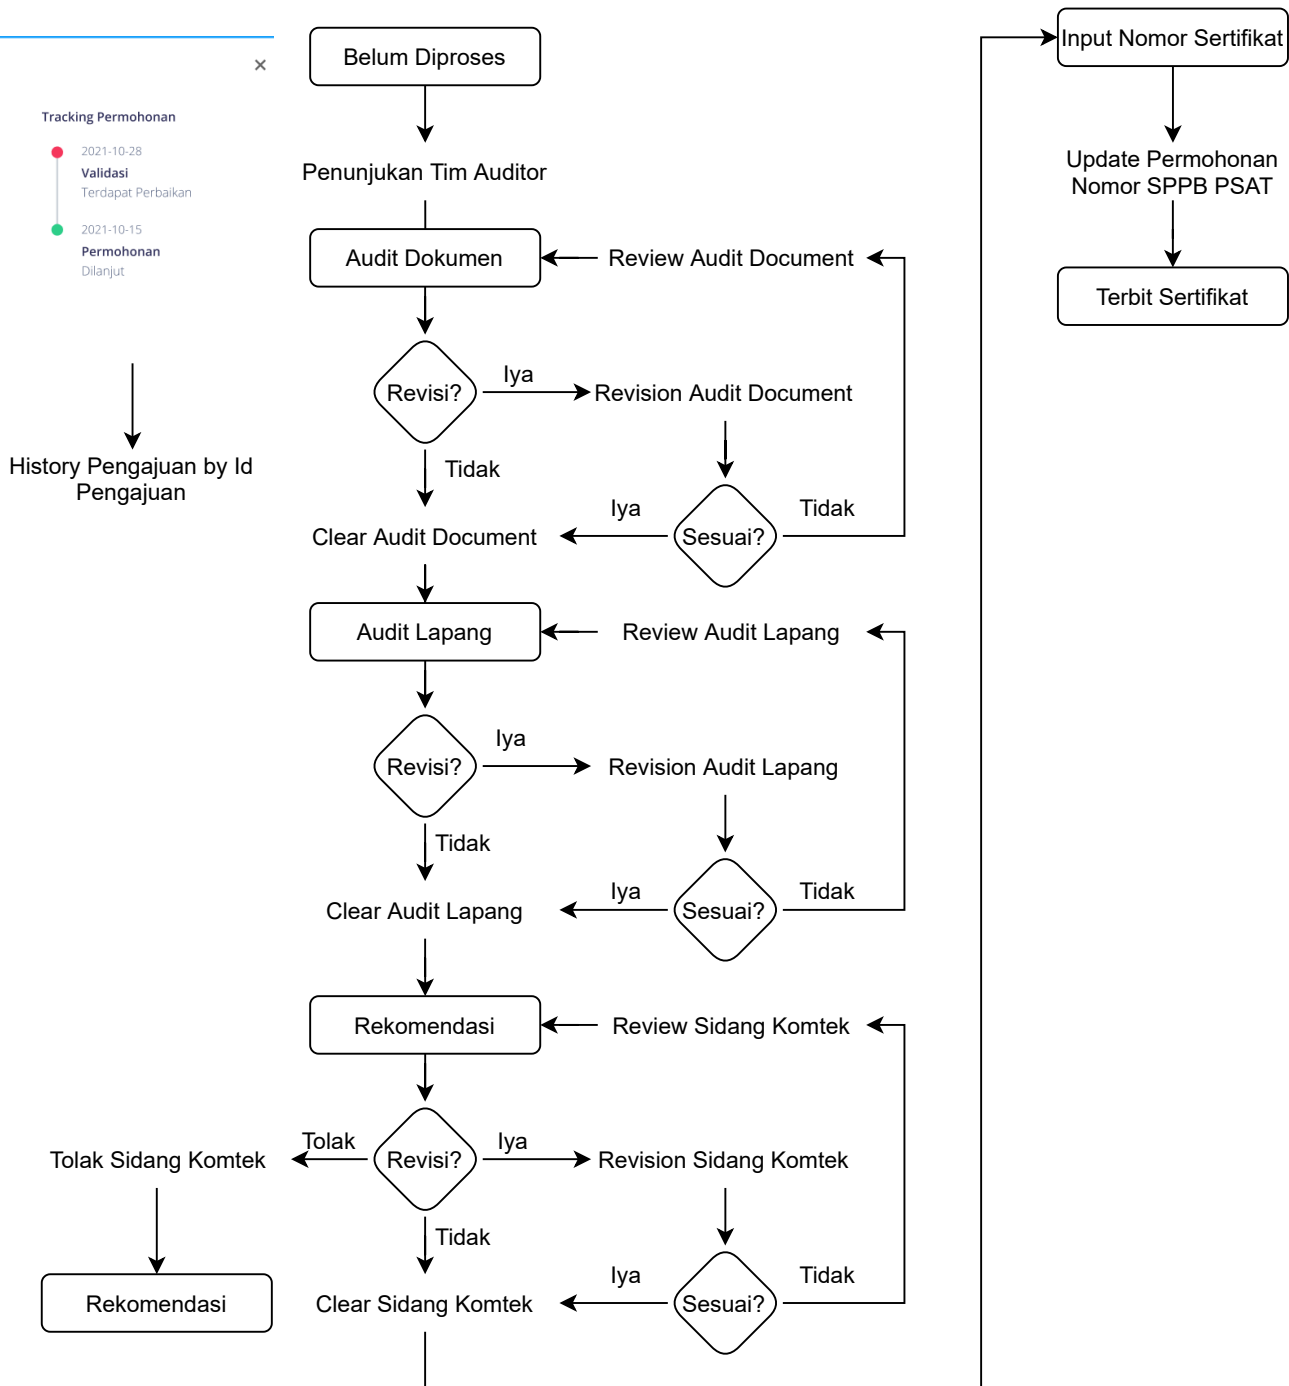 ×
Tracking Permohonan
2021-10-28
Validasi
Terdapat Perbaikan
2021-10-15
Permohonan
Dilanjut
History Pengajuan by Id
Pengajuan
Belum Diproses
Penunjukan Tim Auditor
Audit Dokumen
Review Audit Document
Revisi?
Iya
Revision Audit Document
Tidak
Iya
Sesuai?
Tidak
Clear Audit Document
Audit Lapang
Review Audit Lapang
Revisi?
Iya
Revision Audit Lapang
Tidak
Iya
Sesuai?
Tidak
Clear Audit Lapang
Rekomendasi
Review Sidang Komtek
Tolak Sidang Komtek
Tolak
Revisi?
Iya
Revision Sidang Komtek
Tidak
Iya
Sesuai?
Tidak
Rekomendasi
Clear Sidang Komtek
Input Nomor Sertifikat
Update Permohonan
Nomor SPPB PSAT
Terbit Sertifikat